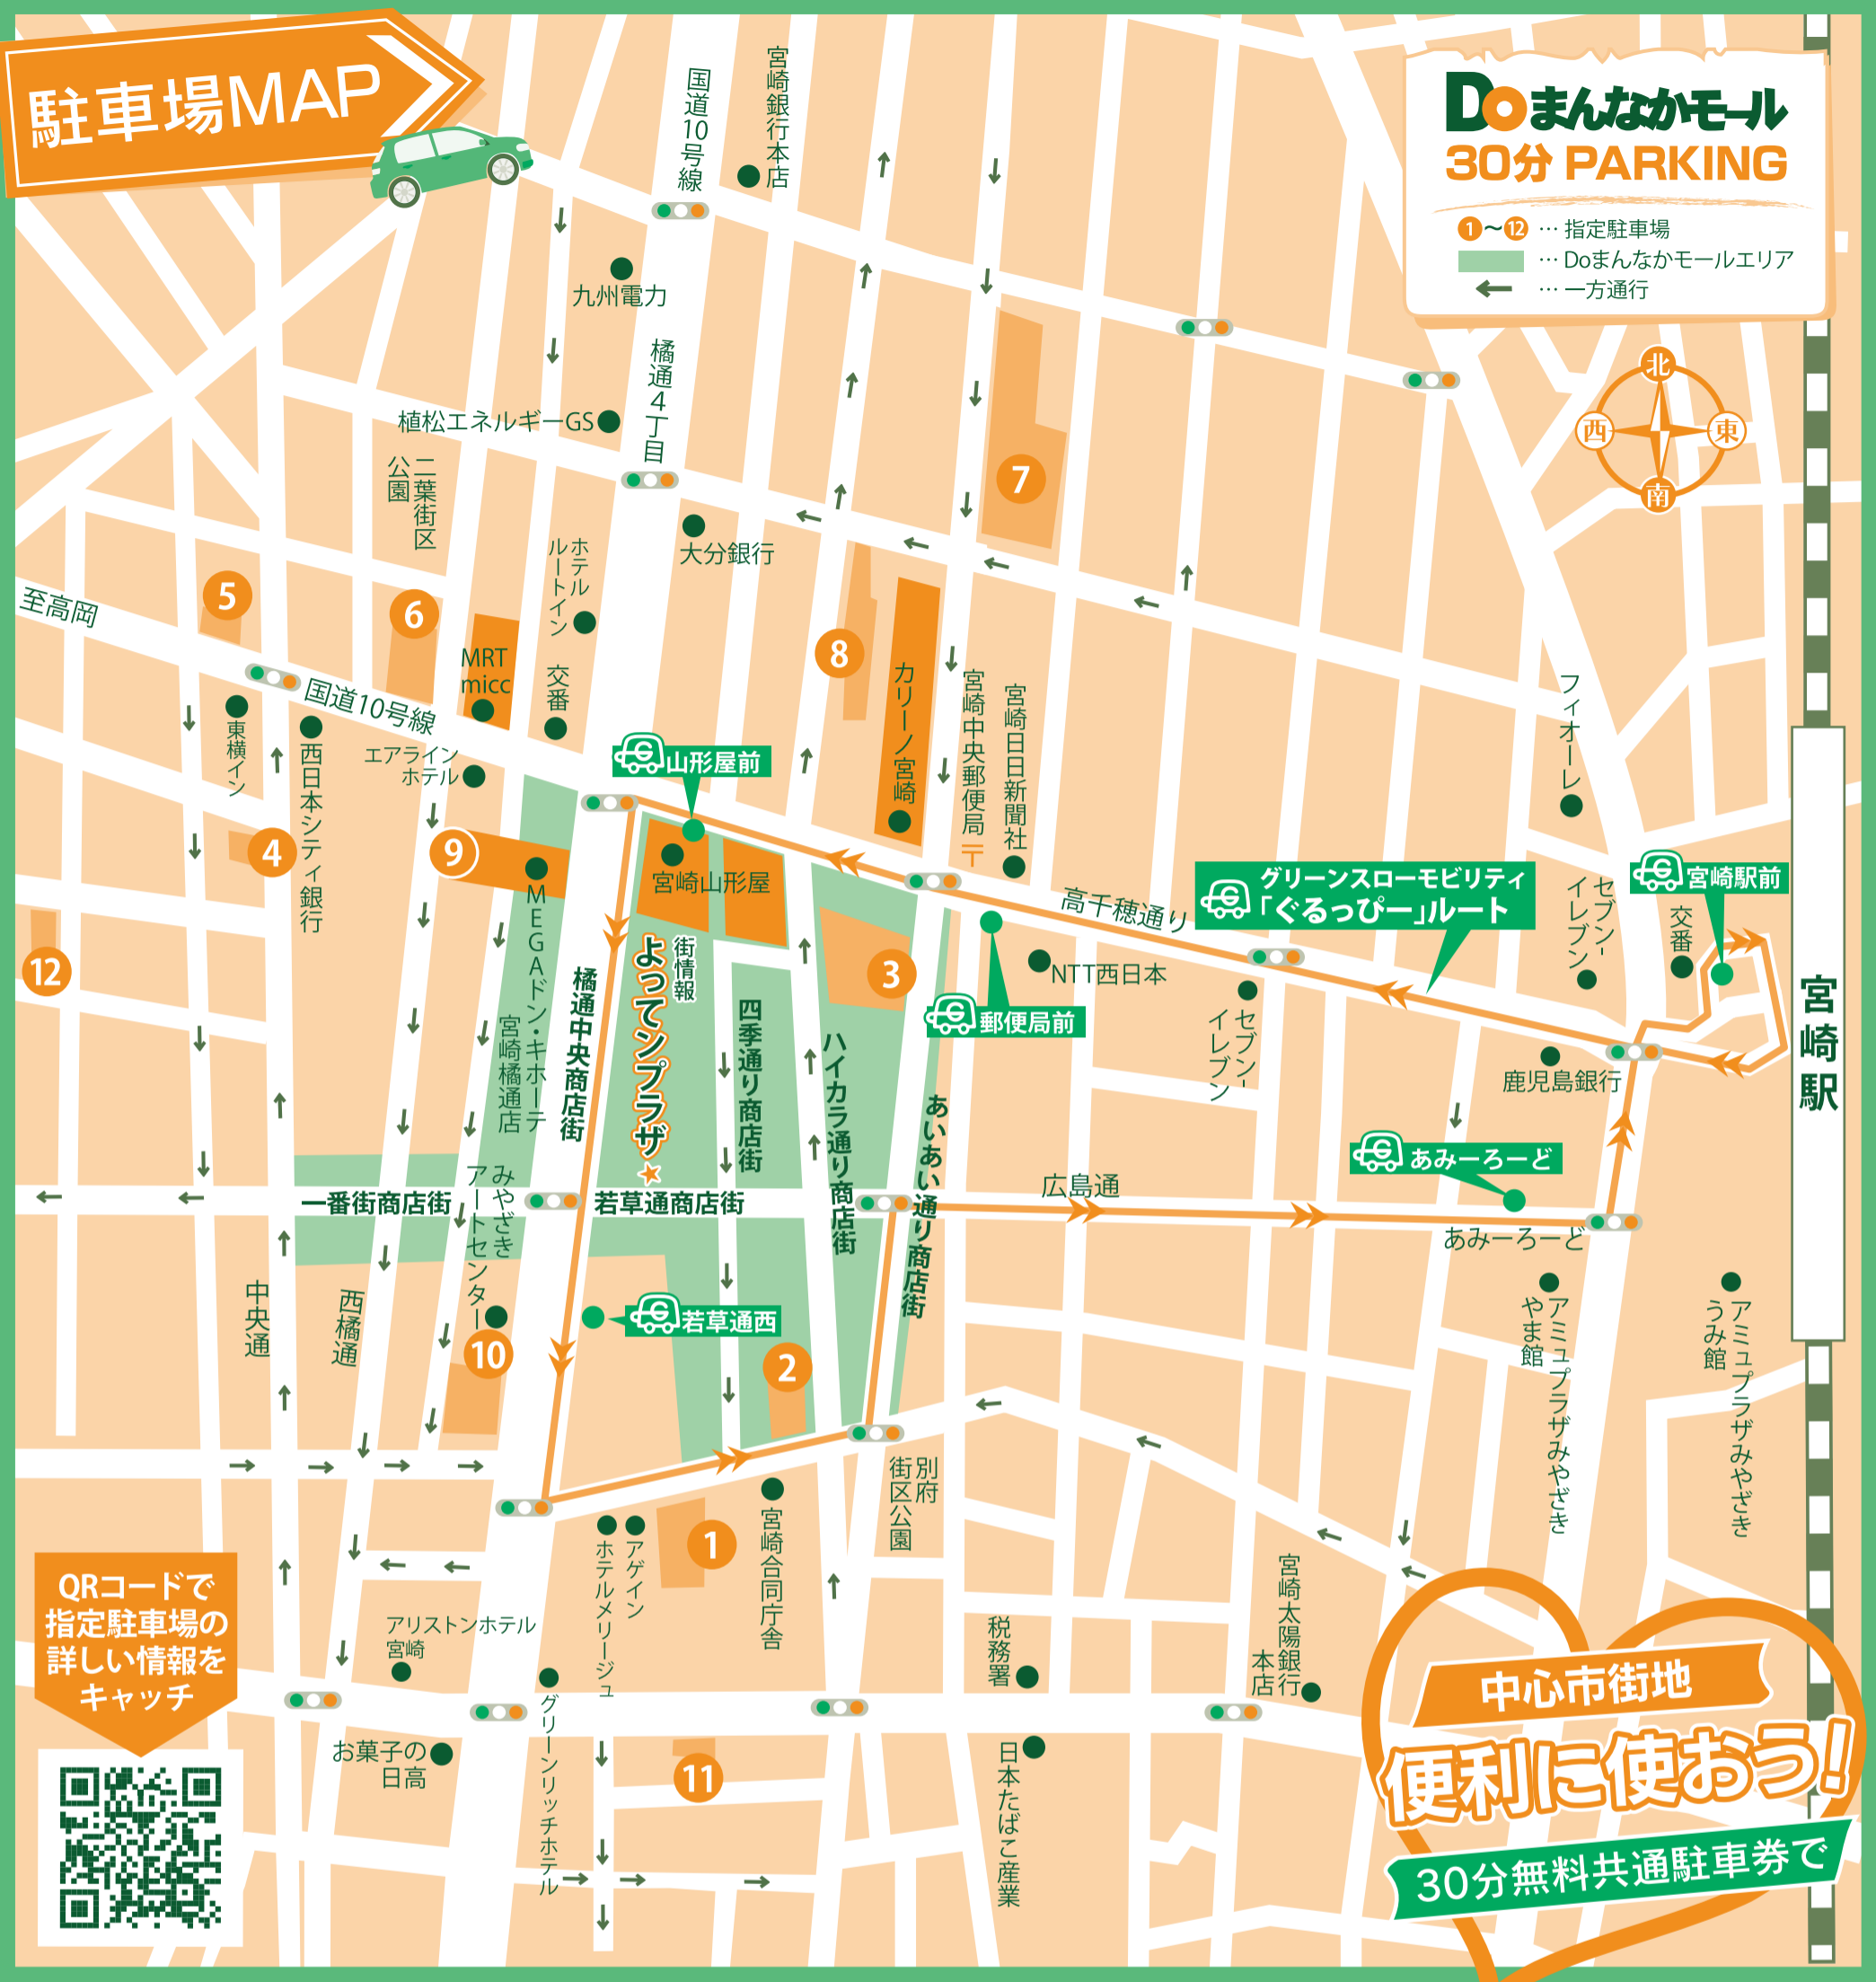 駐車場MAP
Doまんなかモール
30分 PARKING
1～12 … 指定駐車場
… Doまんなかモールエリア
← … 一方通行
北
西
東
南
国道10号線
宮崎銀行本店
九州電力
橘通4丁目
植松エネルギーGS
二葉街区
公園
大分銀行
ホテル
ルートイン
7
5
6
8
至高岡
MRT
micc
交番
カリーノ宮崎
宮崎中央郵便局
〒
宮崎日日新聞社
フィオーレ
国道10号線
東横イン
西日本シティ銀行
エアライン
ホテル
山形屋前
4
9
宮崎山形屋
MEGAドン・キホーテ
宮崎橘通店
12
3
高千穂通り
グリーンスローモビリティ
「ぐるっぴー」ルート
セブン-
イレブン
宮崎駅前
交番
宮崎駅
街情報
よってンプラザ
橘通中央商店街
四季通り商店街
ハイカラ通り商店街
あいあい通り商店街
NTT西日本
郵便局前
セブン-
イレブン
鹿児島銀行
あみーろーど
広島通
あみーろーど
一番街商店街
若草通商店街
みやざき
アートセンター
中央通
西橘通
10
若草通西
2
アミュプラザみやざき
やま館
アミュプラザみやざき
うみ館
別府
街区公園
1
宮崎合同庁舎
アゲイン
ホテルメリージュ
アリストンホテル
宮崎
グリーンリッチホテル
お菓子の
日高
11
税務署
宮崎太陽銀行
本店
日本たばこ産業
QRコードで
指定駐車場の
詳しい情報を
キャッチ
中心市街地
便利に使おう！
30分無料共通駐車券で